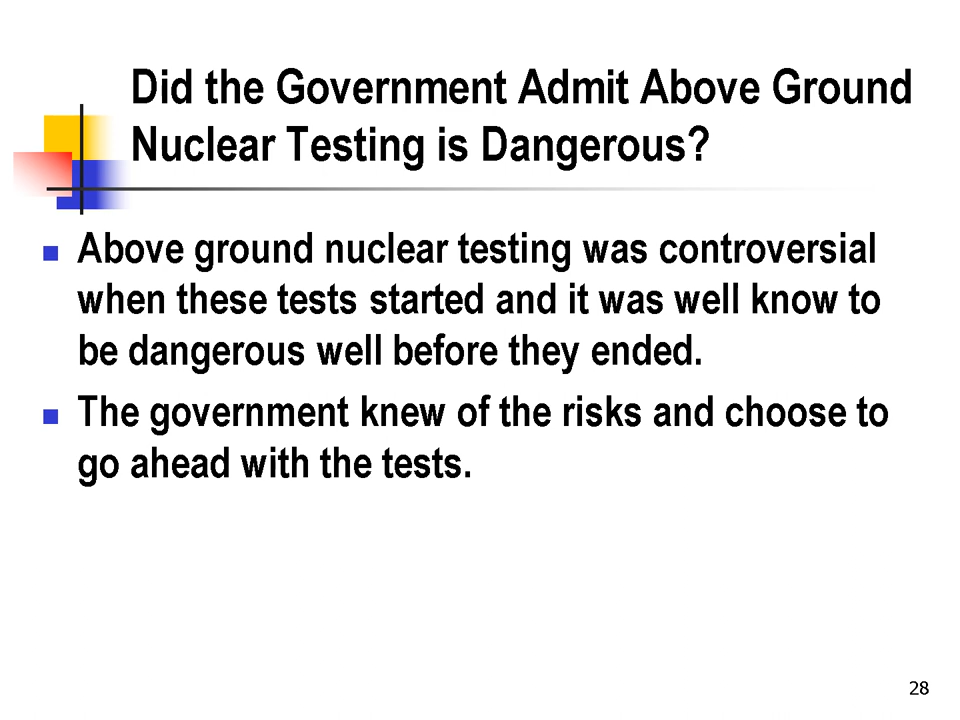 Did the Government Admit Above Ground
Nuclear Testing is Dangerous?
Above ground nuclear testing was controversial
when these tests started and it was well know to
be dangerous well before they ended.
The government knew of the risks and choose to
go ahead with the tests.
28